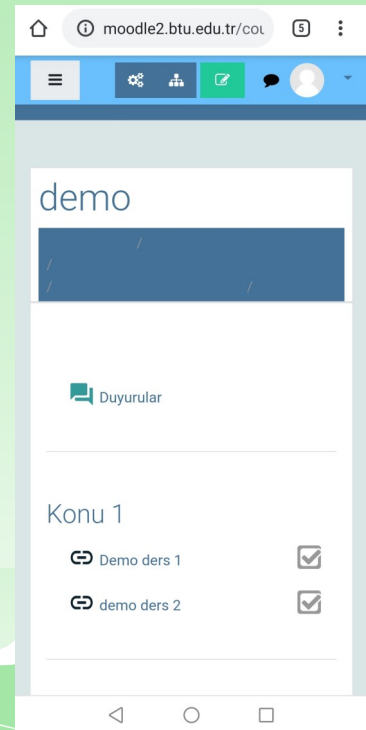 moodle2.btu.edu.tr/cou
5
demo
/
/
/ /
Duyurular
Konu 1
Demo ders 1
demo ders 2